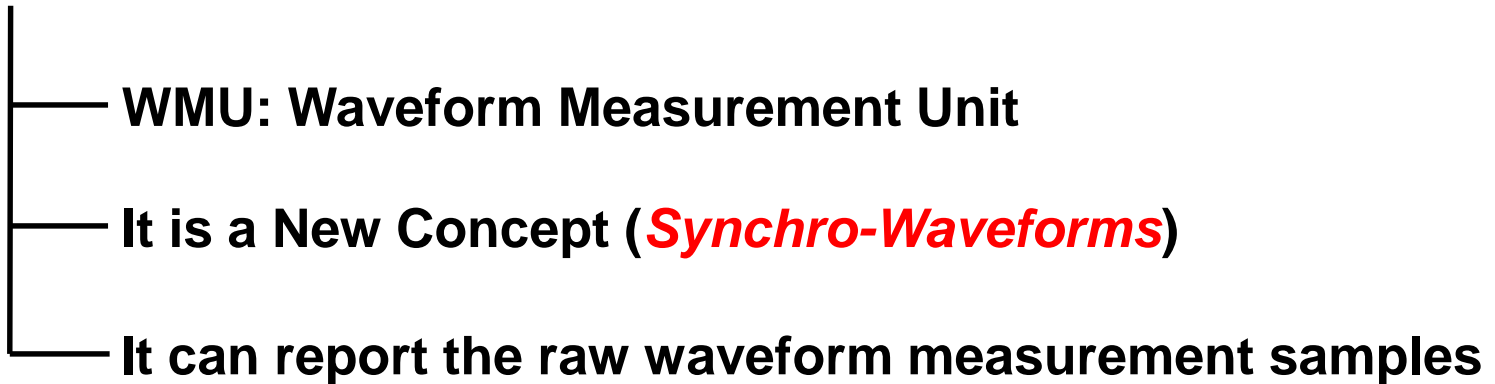 WMU: Waveform Measurement Unit
It is a New Concept (Synchro-Waveforms)
It can report the raw waveform measurement samples